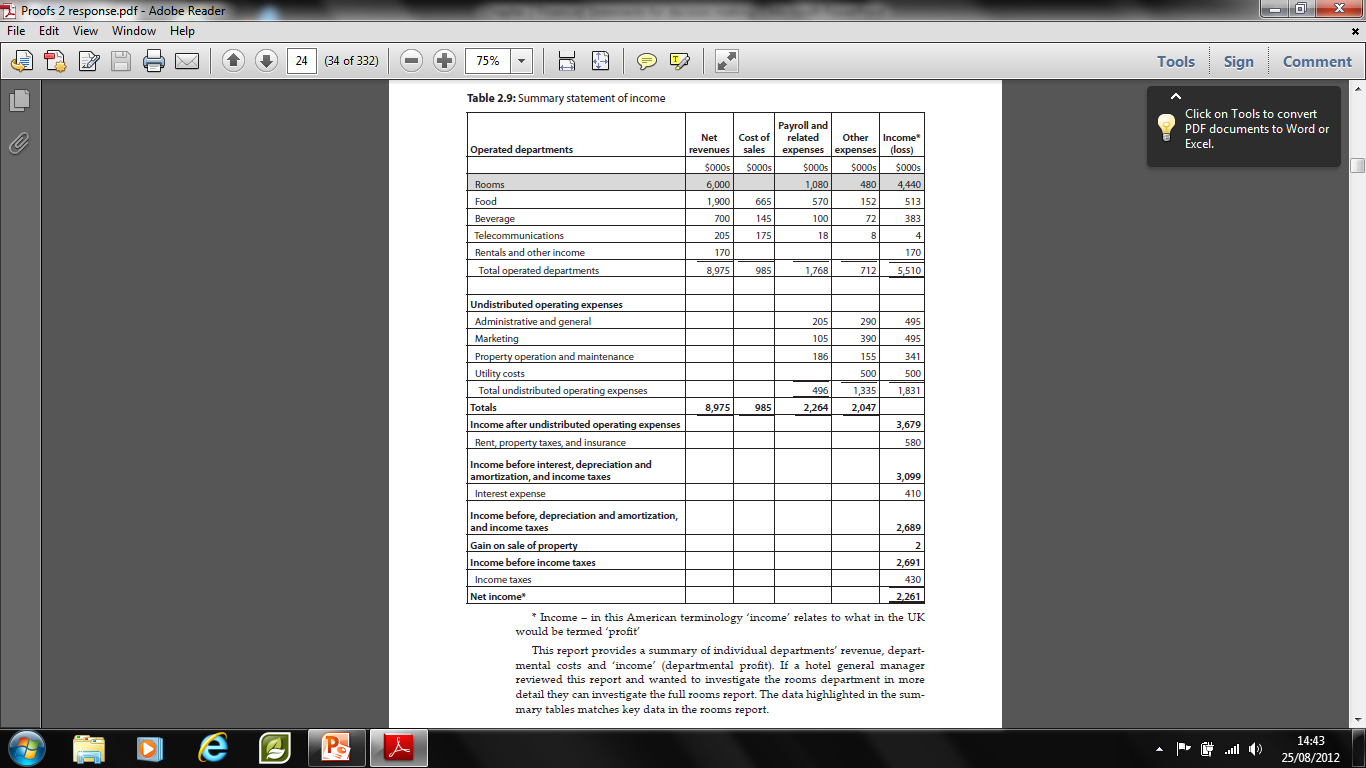 Proofs 2 response.pdf - Adobe Reader
File Edit View Window Help
24 (34 of 332) 75% Tools Sign Comment
Click on Tools to convert
PDF documents to Word or
Excel.
Table 2.9: Summary statement of income
Operated departments Net revenues Cost of sales Payroll and related expenses Other expenses Income* (loss)
$000s $000s $000s $000s $000s
Rooms 6,000 1,080 480 4,440
Food 1,900 665 570 152 513
Beverage 700 145 100 72 383
Telecommunications 205 175 18 8 4
Rentals and other income 170 170
Total operated departments 8,975 985 1,768 712 5,510
Undistributed operating expenses
Administrative and general 205 290 495
Marketing 105 390 495
Property operation and maintenance 186 155 341
Utility costs 500 500
Total undistributed operating expenses 496 1,335 1,831
Totals 8,975 985 2,264 2,047
Income after undistributed operating expenses 3,679
Rent, property taxes, and insurance 580
Income before interest, depreciation and
amortization, and income taxes 3,099
Interest expense 410
Income before, depreciation and amortization,
and income taxes 2,689
Gain on sale of property 2
Income before income taxes 2,691
Income taxes 430
Net income* 2,261
* Income – in this American terminology ‘income’ relates to what in the UK
would be termed ‘profit’
This report provides a summary of individual departments’ revenue, depart-
mental costs and ‘income’ (departmental profit). If a hotel general manager
reviewed this report and wanted to investigate the rooms department in more
detail they can investigate the full rooms report. The data highlighted in the sum-
mary tables matches key data in the rooms report.
14:43
25/08/2012